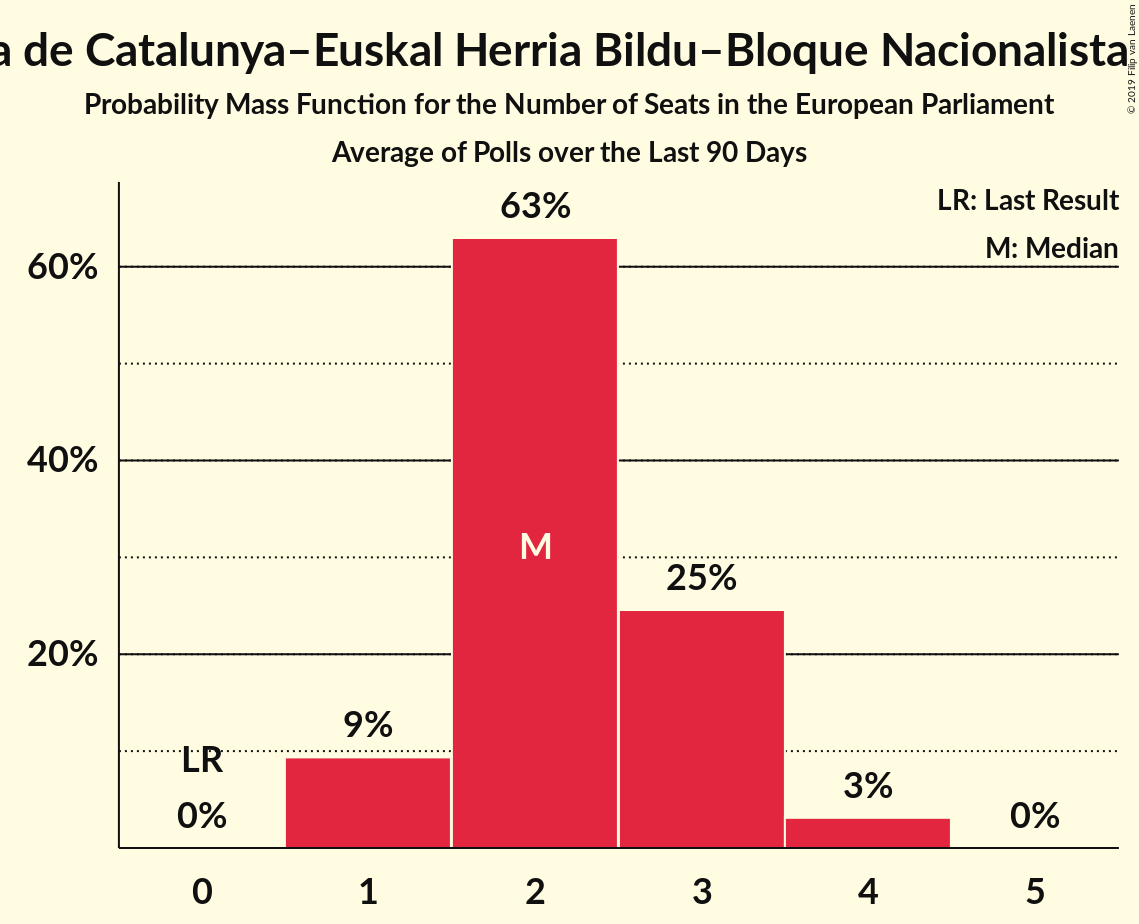 a de Catalunya–Euskal Herria Bildu–Bloque Nacionalista
Probability Mass Function for the Number of Seats in the European Parliament
Average of Polls over the Last 90 Days
© 2019 Filip van Laenen
LR: Last Result
M: Median
63%
60%
40%
M
25%
20%
9%
LR
3%
0%
0%
0 1 2 3 4 5